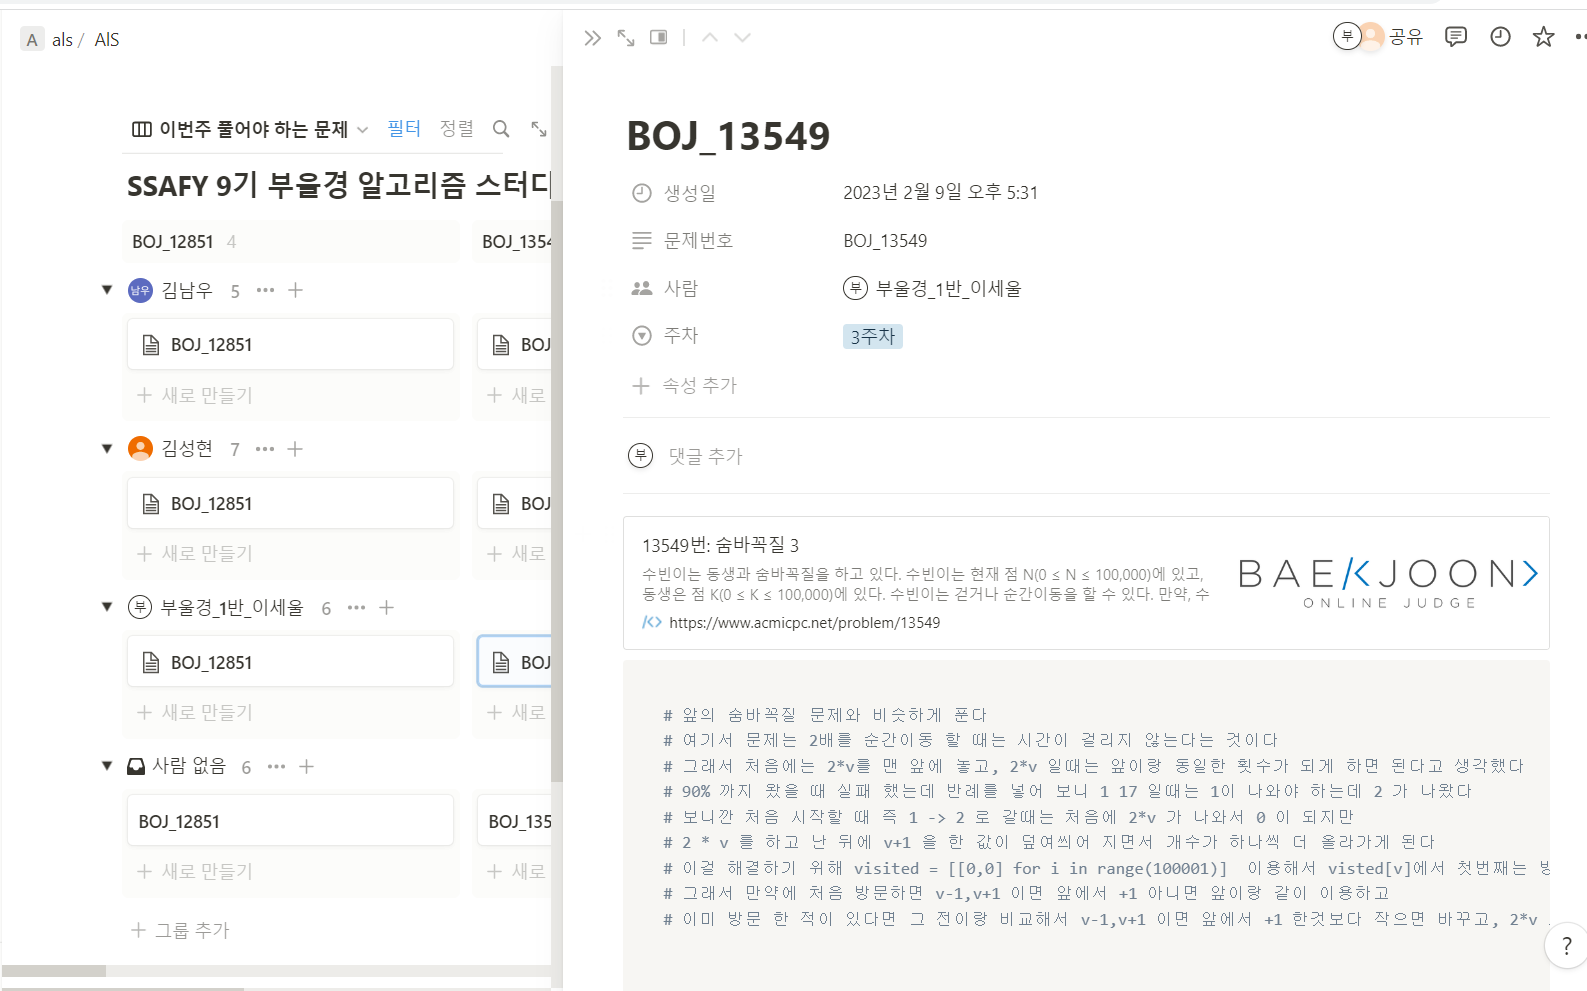 A als / AlS
이번주 풀어야 하는 문제 필터 정렬
SSAFY 9기 부울경 알고리즘 스터디
BOJ_12851 4
BOJ_1354
남우 김남우 5
BOJ_12851
BOJ
새로 만들기
새로
김성현 7
BOJ_12851
BOJ
새로 만들기
새로
부 부울경_1반_이세울 6
BOJ_12851
BOJ
새로 만들기
새로
사람 없음 6
BOJ_12851
BOJ_135
새로 만들기
새로
그룹 추가
부 공유
BOJ_13549
생성일 2023년 2월 9일 오후 5:31
문제번호 BOJ_13549
사람 부 부울경_1반_이세울
주차 3주차
속성 추가
부 댓글 추가
13549번: 숨바꼭질 3
수빈이는 동생과 숨바꼭질을 하고 있다. 수빈이는 현재 점 N(0 ≤ N ≤ 100,000)에 있고,
동생은 점 K(0 ≤ K ≤ 100,000)에 있다. 수빈이는 걷거나 순간이동을 할 수 있다. 만약, 수
https://www.acmicpc.net/problem/13549
BAEKJOON>
ONLINE JUDGE
# 앞의 숨바꼭질 문제와 비슷하게 푼다
# 여기서 문제는 2배를 순간이동 할 때는 시간이 걸리지 않는다는 것이다
# 그래서 처음에는 2*v를 맨 앞에 놓고, 2*v 일때는 앞이랑 동일한 횟수가 되게 하면 된다고 생각했다
# 90% 까지 왔을 때 실패 했는데 반례를 넣어 보니 1 17 일때는 1이 나와야 하는데 2 가 나왔다
# 보니깐 처음 시작할 때 즉 1 -> 2 로 갈때는 처음에 2*v 가 나와서 0 이 되지만
# 2 * v 를 하고 난 뒤에 v+1 을 한 값이 덮여씌어 지면서 개수가 하나씩 더 올라가게 된다
# 이걸 해결하기 위해 visited = [[0,0] for i in range(100001)]  이용해서 visted[v]에서 첫번째는 방
# 그래서 만약에 처음 방문하면 v-1,v+1 이면 앞에서 +1 아니면 앞이랑 같이 이용하고
# 이미 방문 한 적이 있다면 그 전이랑 비교해서 v-1,v+1 이면 앞에서 +1 한것보다 작으면 바꾸고, 2*v
?